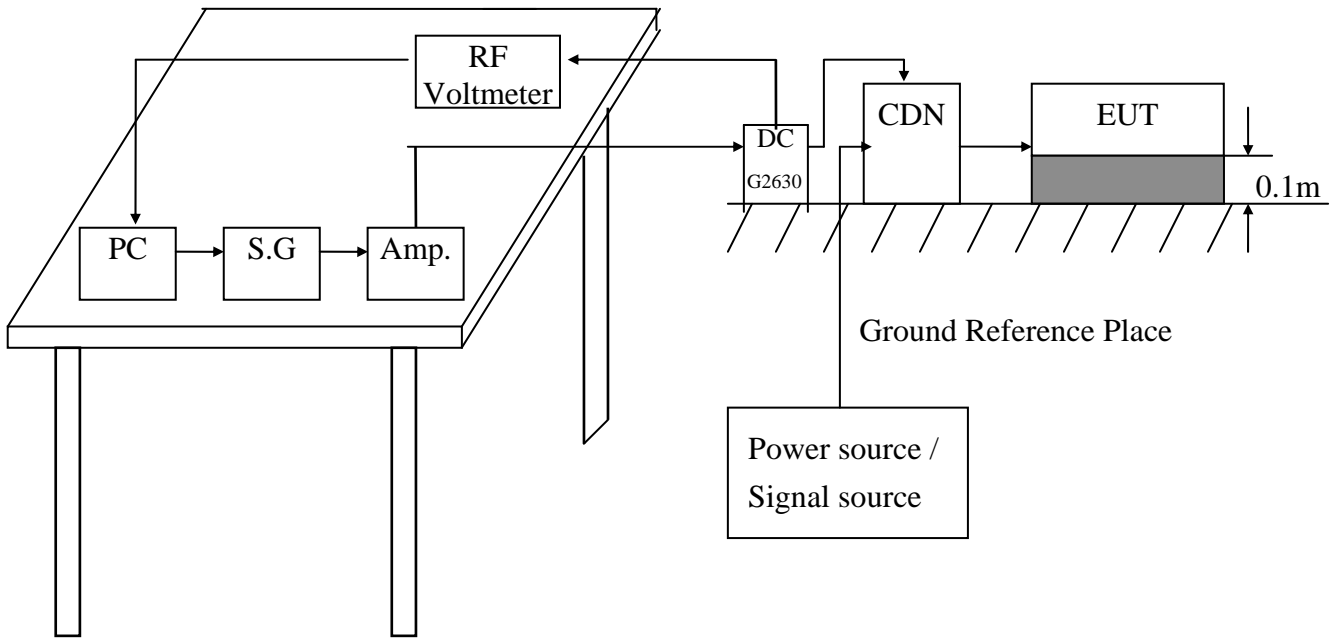 RF
Voltmeter
DC
G2630
CDN
EUT
0.1m
PC
S.G
Amp.
Ground Reference Place
Power source /
Signal source